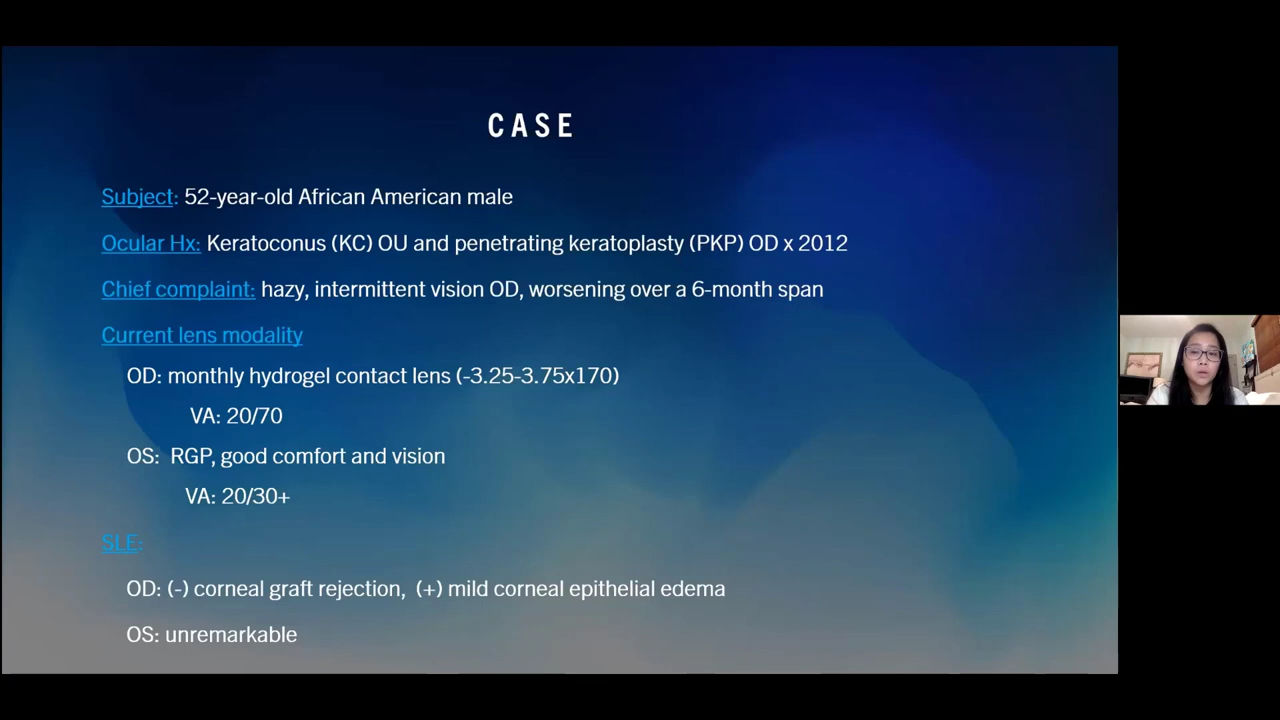 CASE
Subject: 52-year-old African American male
Ocular Hx: Keratoconus (KC) OU and penetrating keratoplasty (PKP) OD x 2012
Chief complaint: hazy, intermittent vision OD, worsening over a 6-month span
Current lens modality
OD: monthly hydrogel contact lens (-3.25-3.75x170)
VA: 20/70
OS: RGP, good comfort and vision
VA: 20/30+
SLE:
OD: (-) corneal graft rejection, (+) mild corneal epithelial edema
OS: unremarkable